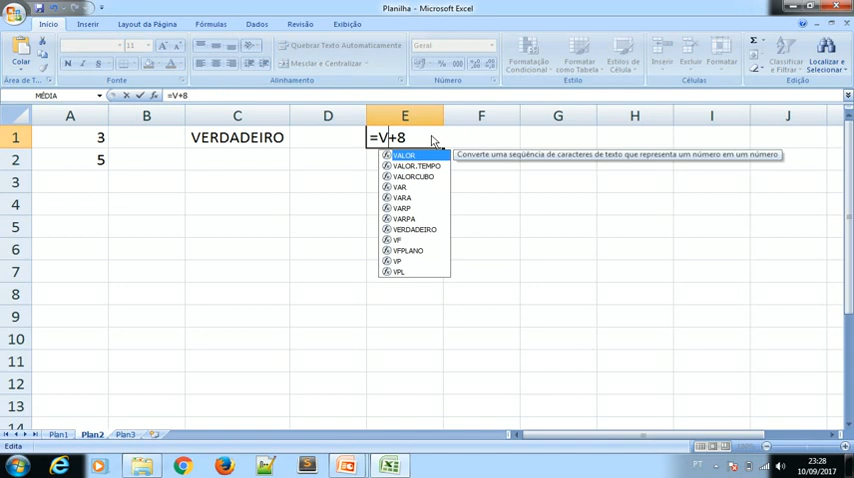 Planilha - Microsoft Excel
Início Inserir Layout da Página Fórmulas Dados Revisão Exibição
Colar
11
Quebrar Texto Automaticamente
Geral
Formatação Condicional
Formatar como Tabela
Estilos de Célula
Inserir Excluir Formatar
Classificar e Filtrar
Localizar e Selecionar
N I S
Mesclar e Centralizar
% 000
Área de T... Fonte Alinhamento Número Estilo Células Edição
MÉDIA =V+8
A B C D E F G H I J
1 3 VERDADEIRO =V+8
VALOR Converte uma seqüência de caracteres de texto que representa um número em um número
2 5
VALOR.TEMPO
VALORCUBO
3
VAR
VARA
4
VARP
VARPA
5
VERDADEIRO
VF
6
VFPLANO
VP
7
VPL
8
9
10
11
12
13
14
Plan1 Plan2 Plan3
Edita
PT
23:28
10/09/2017